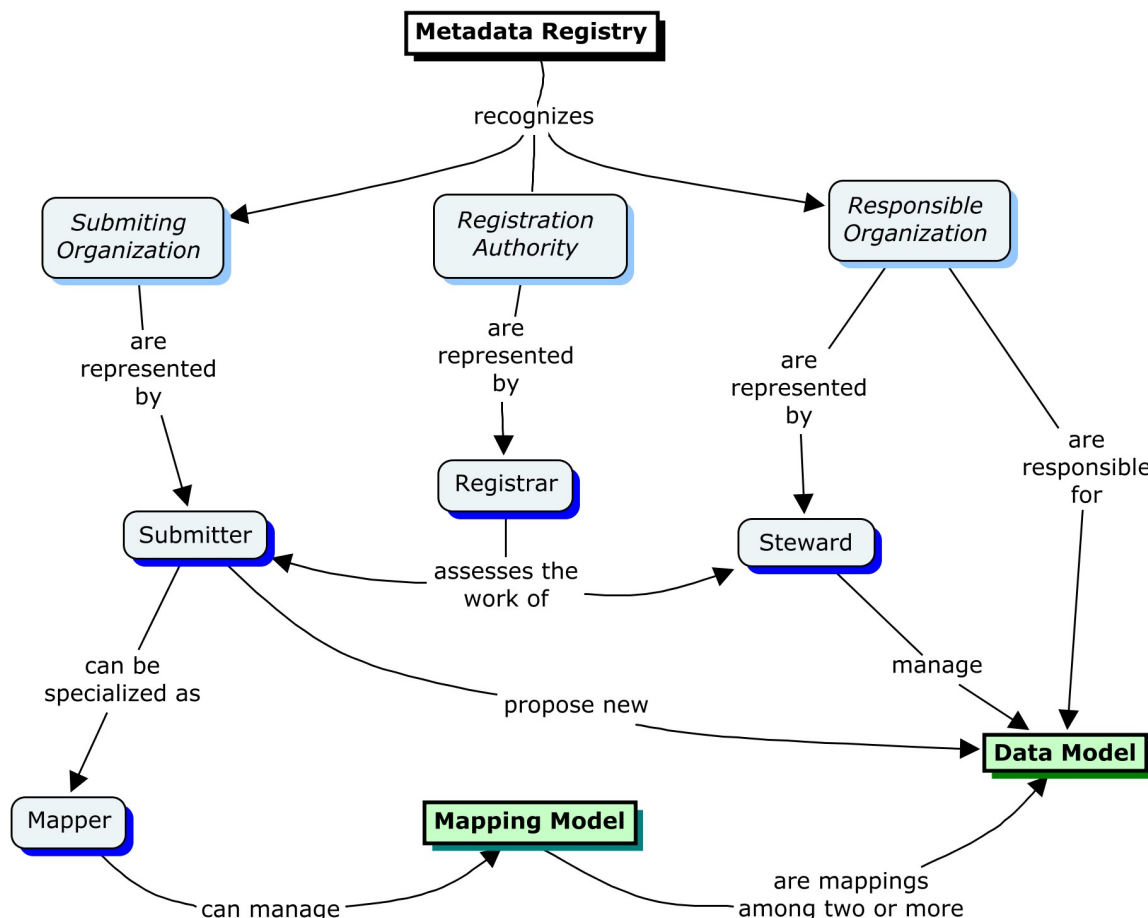 Metadata Registry
recognizes
Submiting
Organization
Registration
Authority
Responsible
Organization
are
represented
by
are
represented
by
are
represented
by
are
responsible
for
Registrar
Submitter
Steward
assesses the
work of
can be
specialized as
propose new
manage
Data Model
Mapper
Mapping Model
can manage
are mappings
among two or more